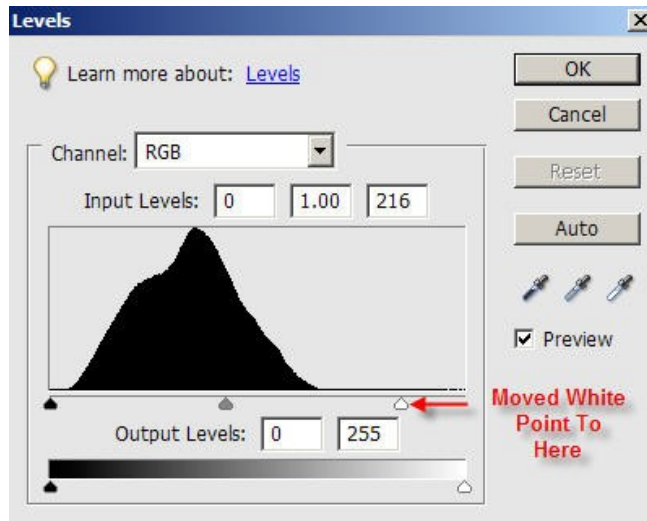 Levels
Learn more about: Levels
OK
Cancel
Reset
Auto
Channel: RGB
Input Levels: 0 1.00 216
Preview
Moved White
Point To
Here
Output Levels: 0 255